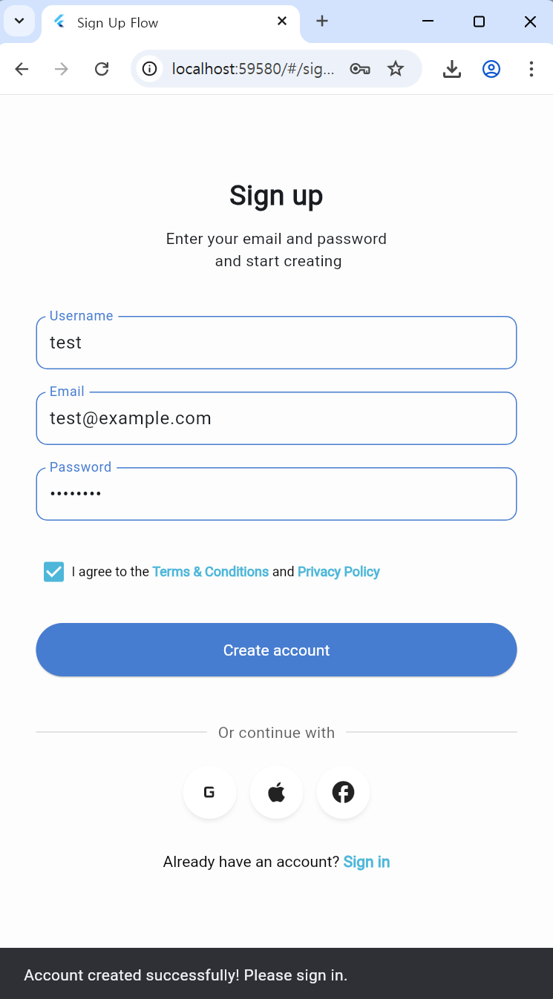 Sign Up Flow
localhost:59580/#/sig...
Sign up
Enter your email and password
and start creating
Username
test
Email
test@example.com
Password
••••••••
I agree to the Terms & Conditions and Privacy Policy
Create account
Or continue with
G
Already have an account? Sign in
Account created successfully! Please sign in.